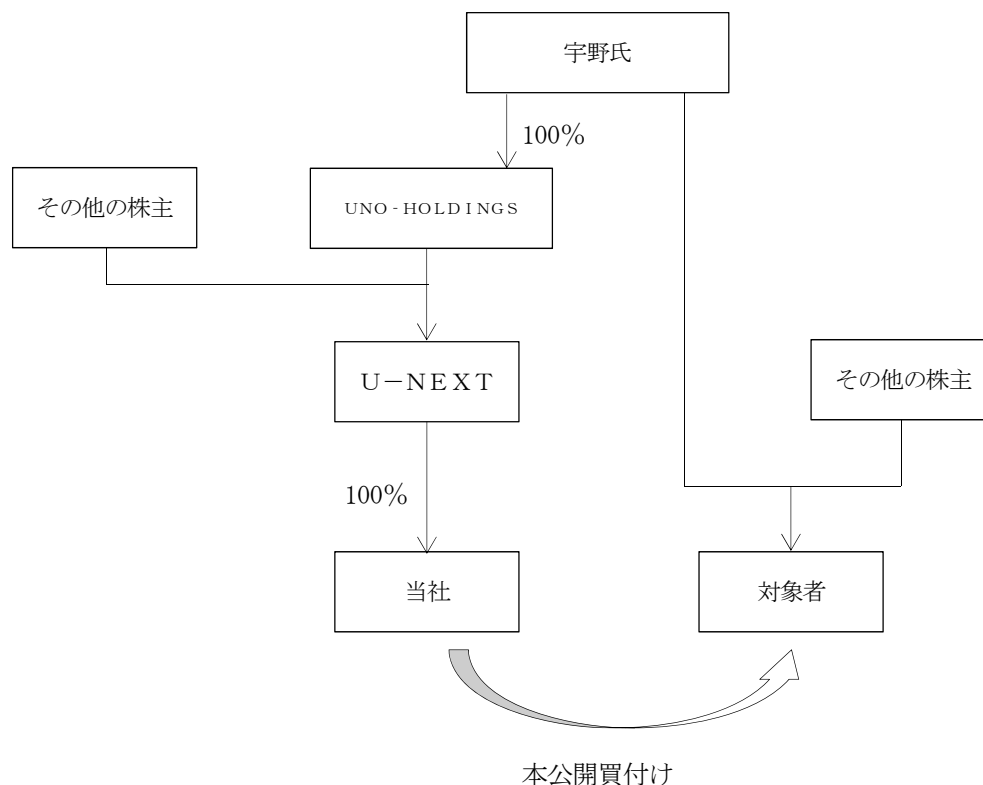 宇野氏
100%
その他の株主
UNO-HOLDINGS
U－NEXT
その他の株主
100%
当社
対象者
本公開買付け